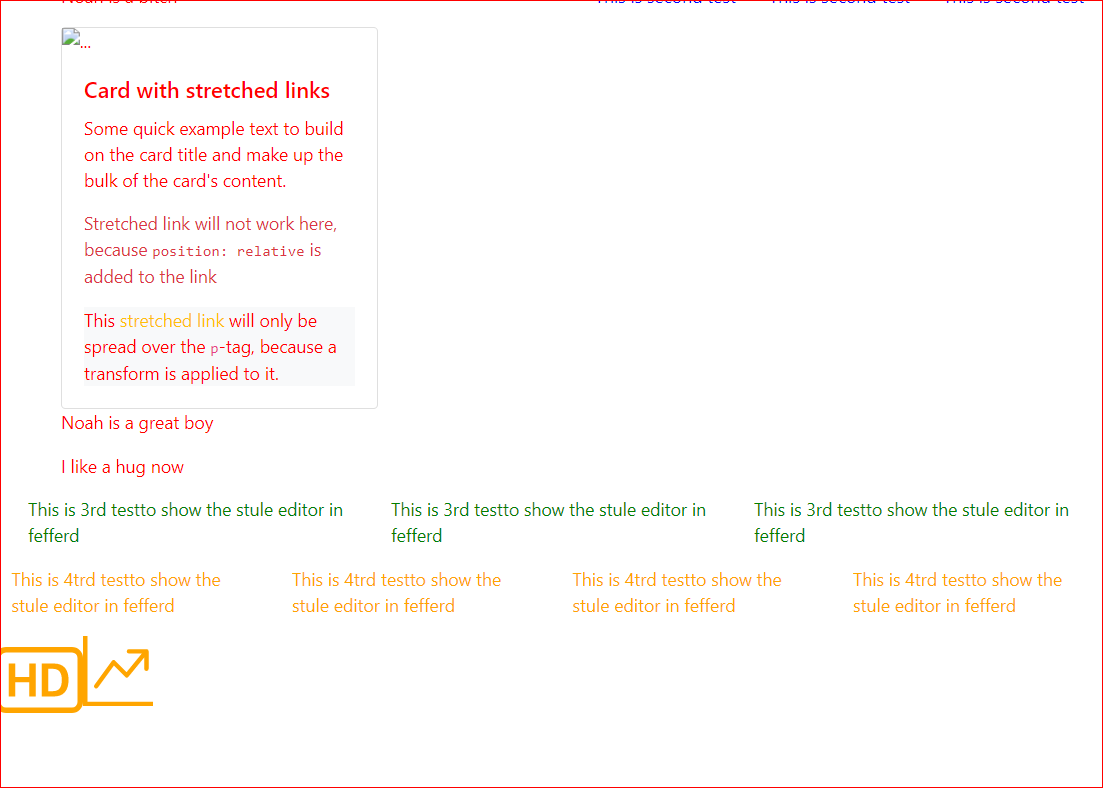 Noah is a bitch
This is second test This is second test This is second test
...
Card with stretched links
Some quick example text to build
on the card title and make up the
bulk of the card's content.
Stretched link will not work here,
because position: relative is
added to the link
This stretched link will only be
spread over the p-tag, because a
transform is applied to it.
Noah is a great boy
I like a hug now
This is 3rd testto show the stule editor in
fefferd
This is 3rd testto show the stule editor in
fefferd
This is 3rd testto show the stule editor in
fefferd
This is 4trd testto show the
stule editor in fefferd
This is 4trd testto show the
stule editor in fefferd
This is 4trd testto show the
stule editor in fefferd
This is 4trd testto show the
stule editor in fefferd
HD